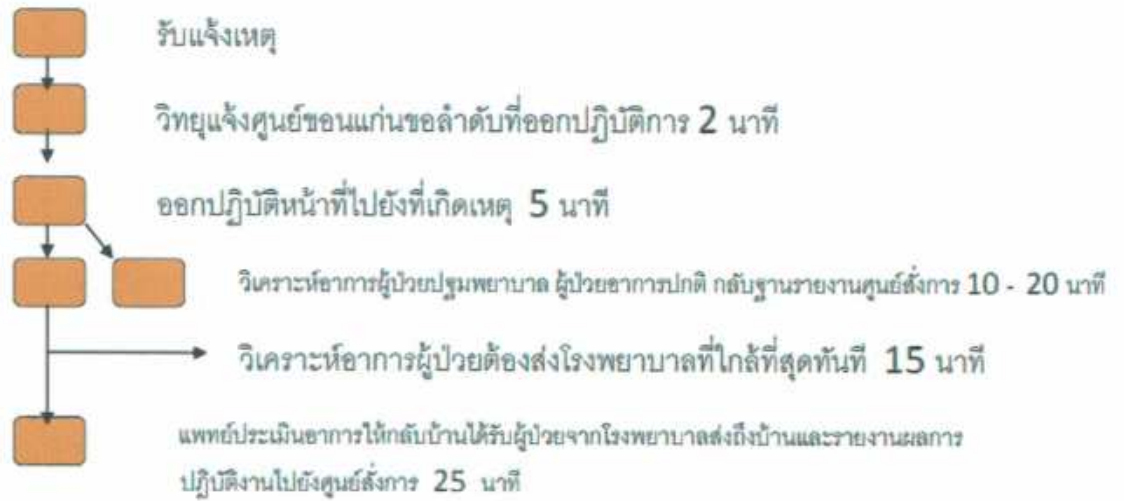 รับแจ้งเหตุ
วิทยุแจ้งศูนย์ขอนแก่นขอลำดับที่ออกปฏิบัติการ 2 นาที
ออกปฏิบัติหน้าที่ไปยังที่เกิดเหตุ 5 นาที
วิเคราะห์อาการผู้ป่วยปฐมพยาบาล ผู้ป่วยอาการปกติ กลับฐานรายงานศูนย์สั่งการ 10 - 20 นาที
วิเคราะห์อาการผู้ป่วยต้องส่งโรงพยาบาลที่ใกล้ที่สุดทันที 15 นาที
แพทย์ประเมินอาการให้กลับบ้านได้รับผู้ป่วยจากโรงพยาบาลส่งถึงบ้านและรายงานผลการ
ปฏิบัติงานไปยังศูนย์สั่งการ 25 นาที